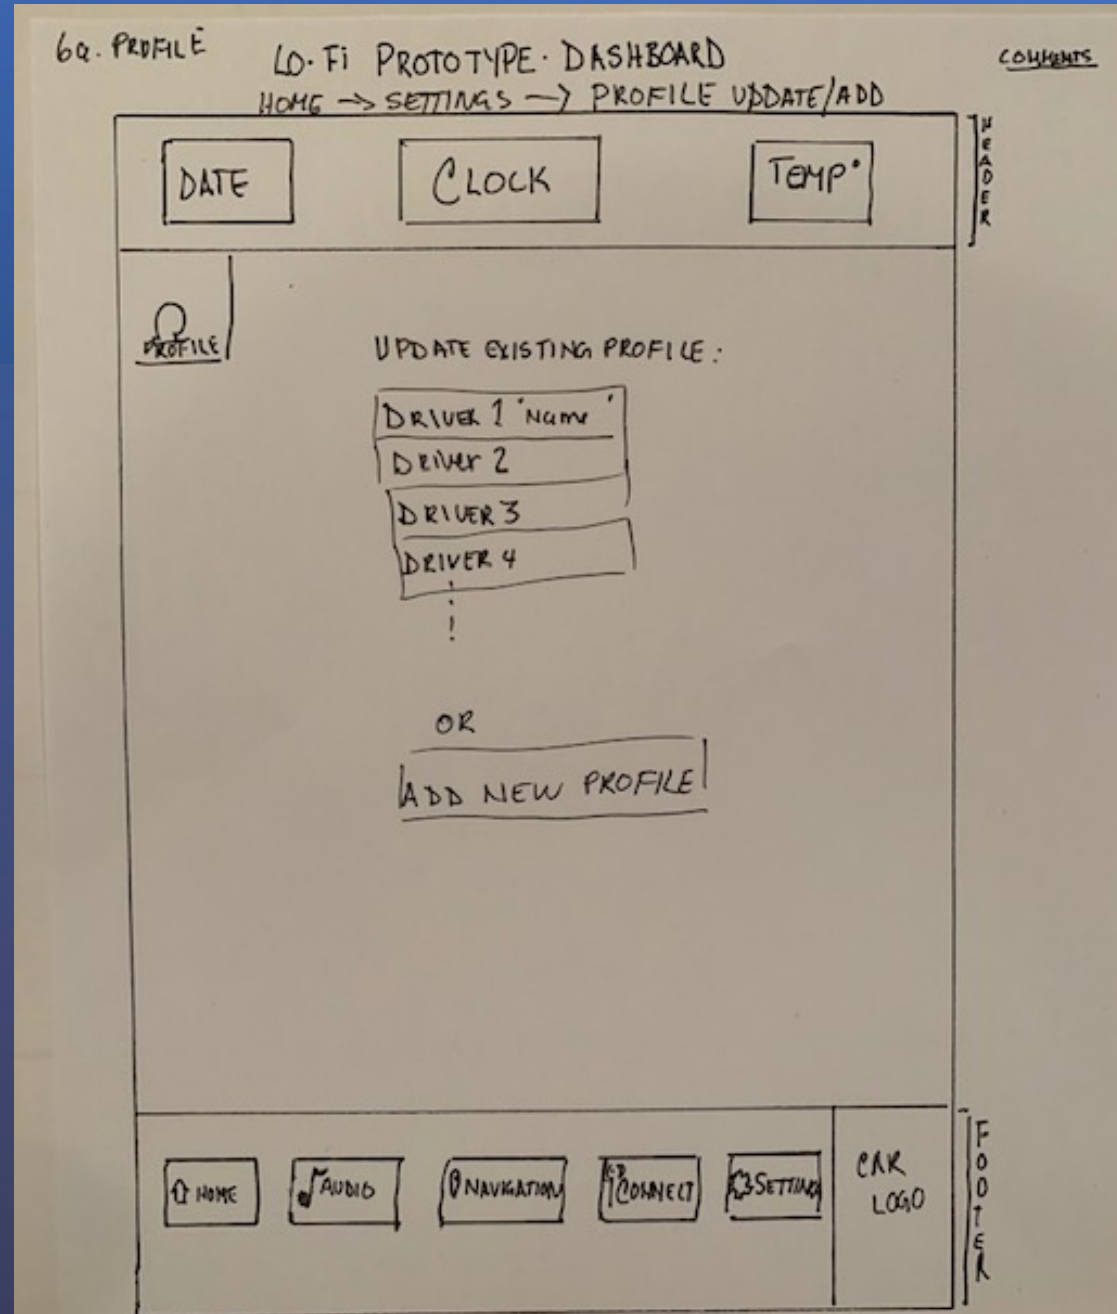 6a. PROFILE
LO-Fi PROTOTYPE. DASHBOARD
COMMENTS
HOME → SETTINGS → PROFILE UPDATE/ADD
DATE
CLOCK
TEMP°
HEADER
PROFILE
UPDATE EXISTING PROFILE:
DRIVER 1 "Name"
Driver 2
DRIVER 3
DRIVER 4
OR
ADD NEW PROFILE
HOME
AUDIO
NAVIGATION
CONNECT
SETTING
CAR
LOGO
FOOTER